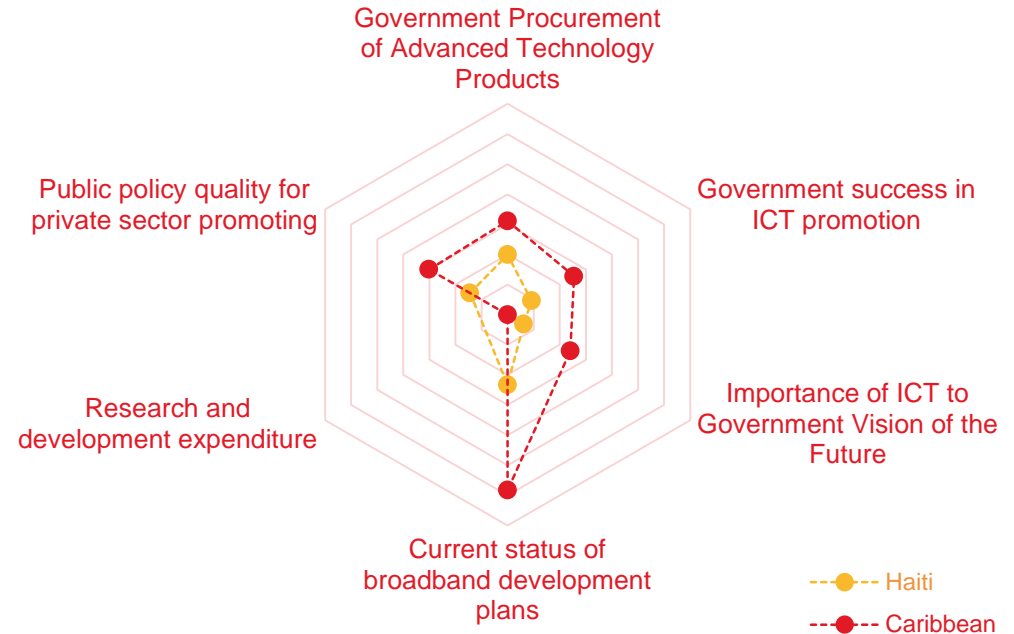 Government Procurement
of Advanced Technology
Products
Public policy quality for
private sector promoting
Government success in
ICT promotion
Research and
development expenditure
Importance of ICT to
Government Vision of the
Future
Current status of
broadband development
plans
Haiti
Caribbean